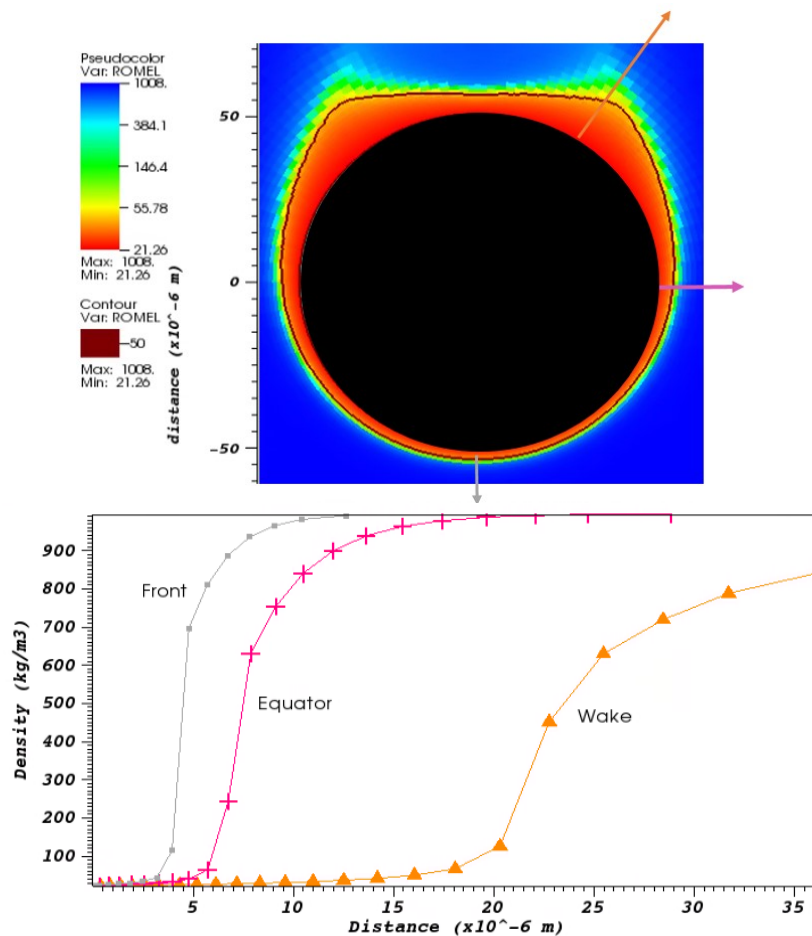 Pseudocolor
Var: ROMEL
1008.
384.1
146.4
55.78
21.26
Max: 1008.
Min: 21.26
Contour
Var: ROMEL
50
Max: 1008.
Min: 21.26
distance (x10^-6 m)
50
0
-50
Density (kg/m3)
900
800
700
600
500
400
300
200
100
Front
Equator
Wake
5
10
15
20
25
30
35
Distance (x10^-6 m)